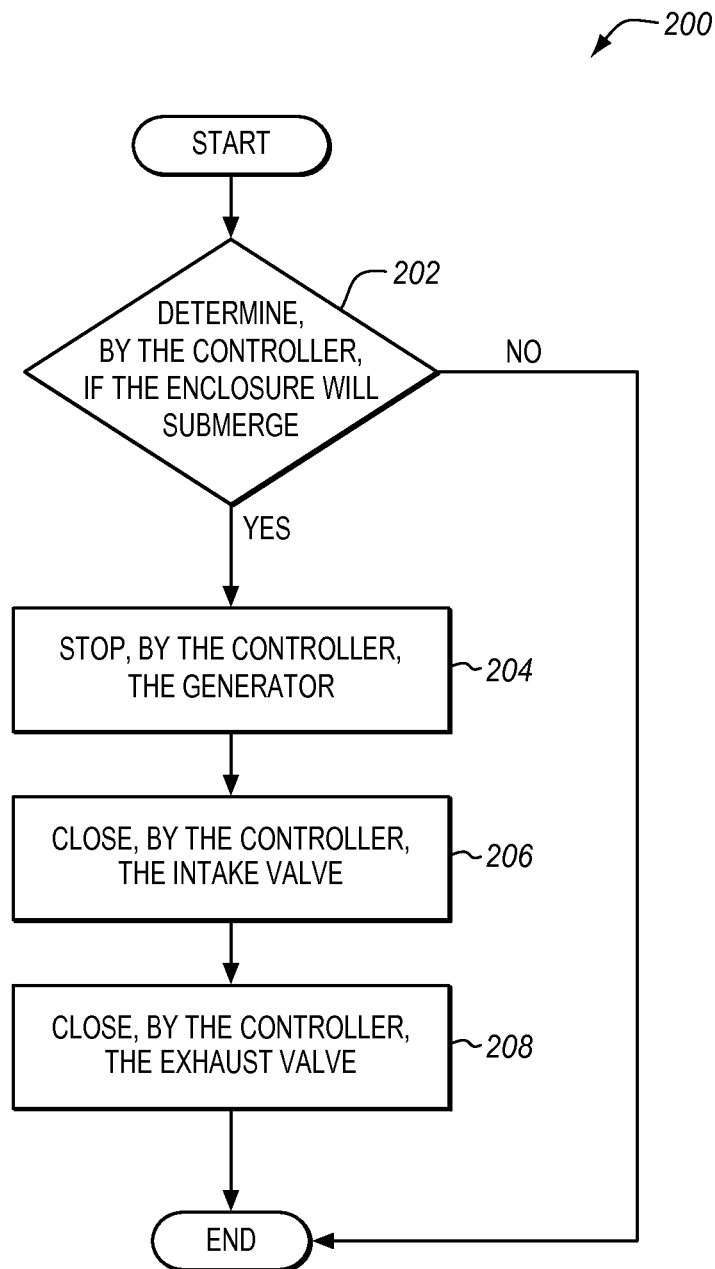 200
START
202
DETERMINE,
BY THE CONTROLLER,
IF THE ENCLOSURE WILL
SUBMERGE
NO
YES
STOP, BY THE CONTROLLER,
THE GENERATOR
204
CLOSE, BY THE CONTROLLER,
THE INTAKE VALVE
206
CLOSE, BY THE CONTROLLER,
THE EXHAUST VALVE
208
END